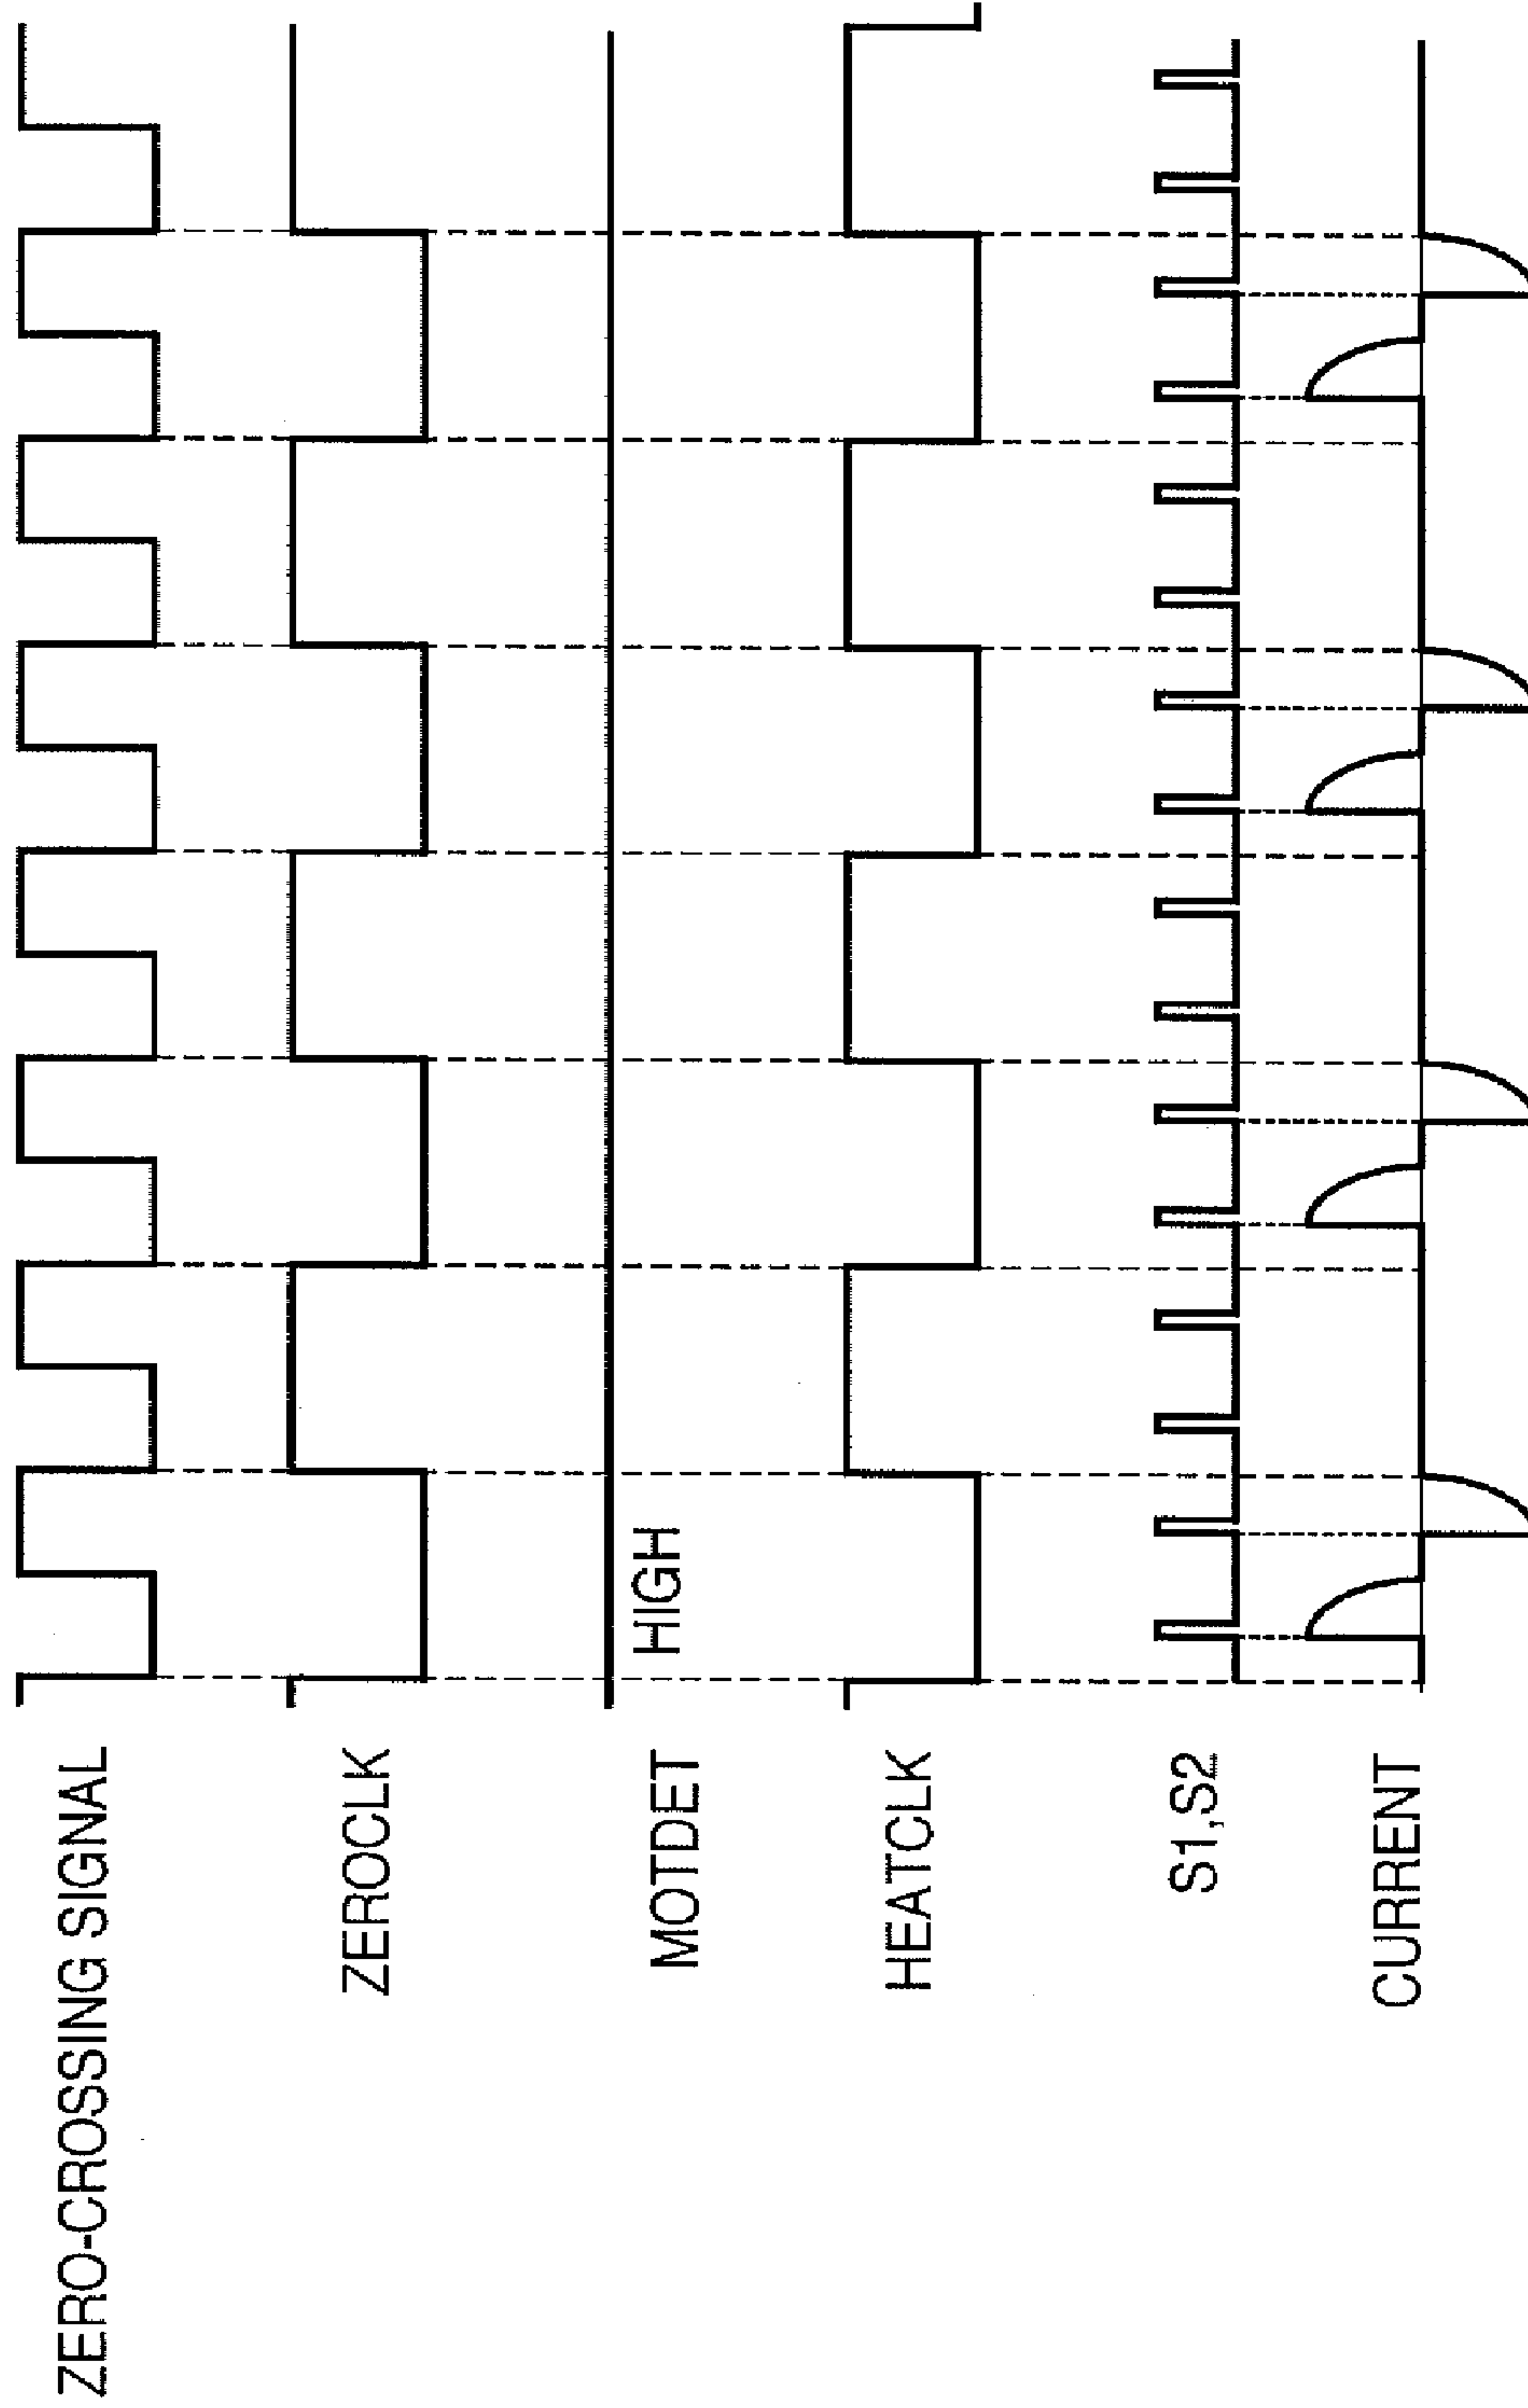 ZERO-CROSSING SIGNAL
ZEROCLK
MOTDET
HIGH
HEATCLK
S1,S2
CURRENT